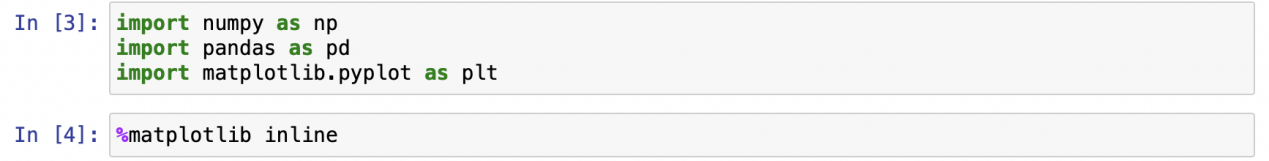 In [3]: import numpy as np
import pandas as pd
import matplotlib.pyplot as plt
In [4]: %matplotlib inline